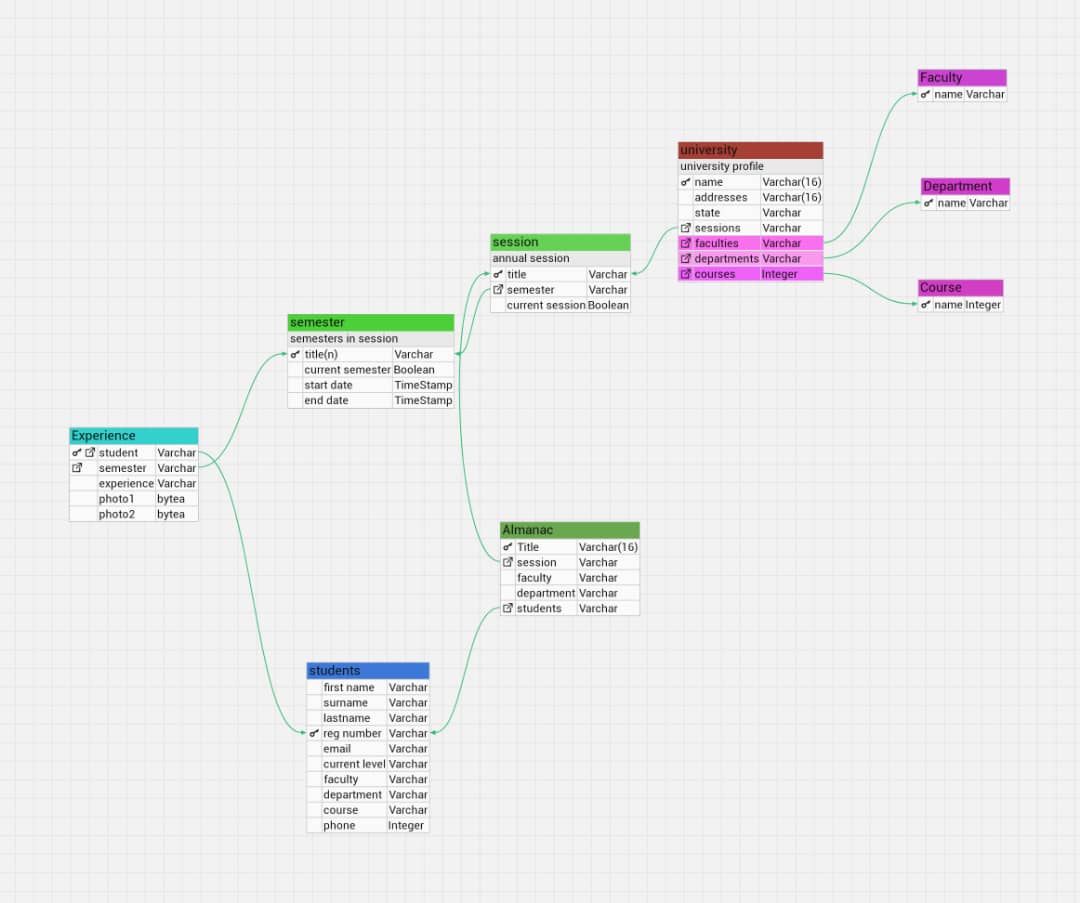 Faculty
name Varchar
university
university profile
name Varchar(16)
addresses Varchar(16)
state Varchar
sessions Varchar
faculties Varchar
departments Varchar
courses Integer
Department
name Varchar
Course
name Integer
session
annual session
title Varchar
semester Varchar
current session Boolean
semester
semesters in session
title(n) Varchar
current semester Boolean
start date TimeStamp
end date TimeStamp
Experience
student Varchar
semester Varchar
experience Varchar
photo1 bytea
photo2 bytea
Almanac
Title Varchar(16)
session Varchar
faculty Varchar
department Varchar
students Varchar
students
first name Varchar
surname Varchar
lastname Varchar
reg number Varchar
email Varchar
current level Varchar
faculty Varchar
department Varchar
course Varchar
phone Integer